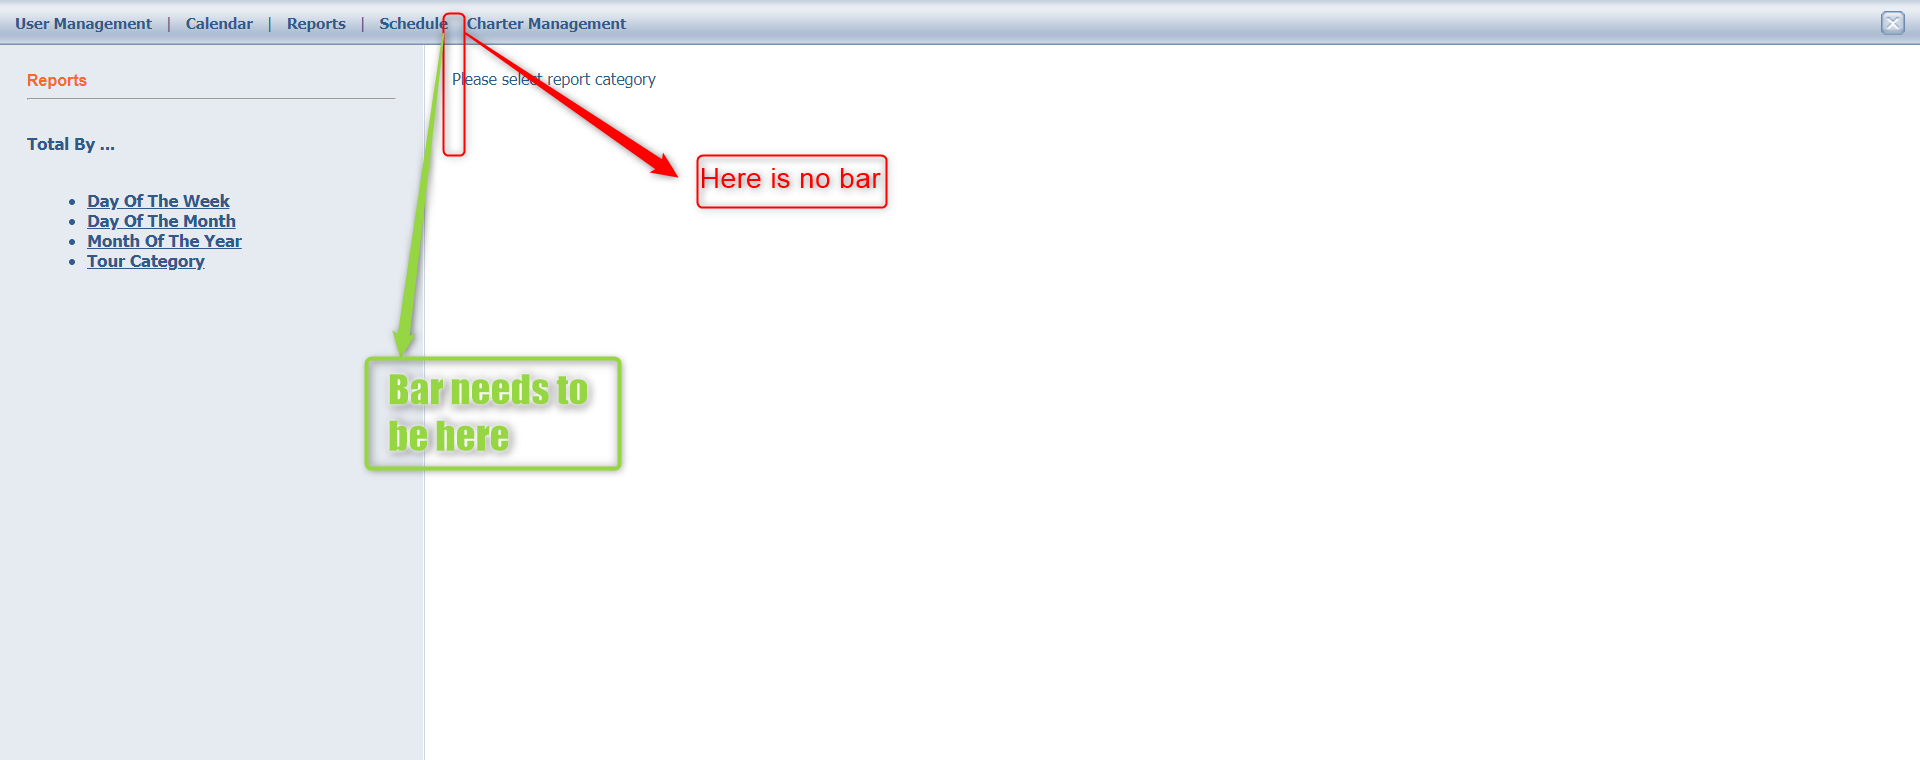 User Management | Calendar | Reports | Schedule Charter Management
Reports
Please select report category
Total By ...
Here is no bar
• Day Of The Week
• Day Of The Month
• Month Of The Year
• Tour Category
Bar needs to
be here